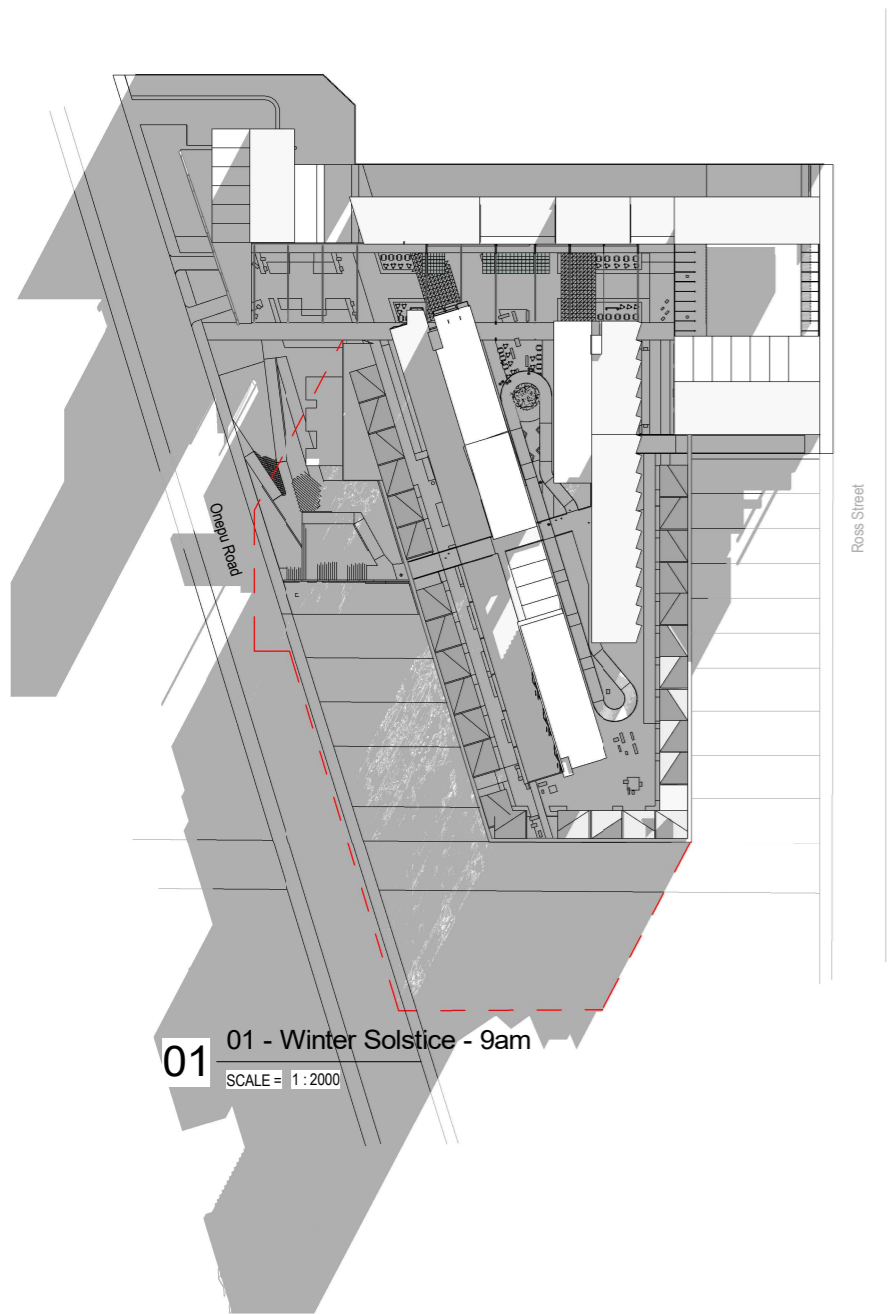 Onepu Road
Ross Street
01
01 - Winter Solstice - 9am
SCALE = 1 : 2000